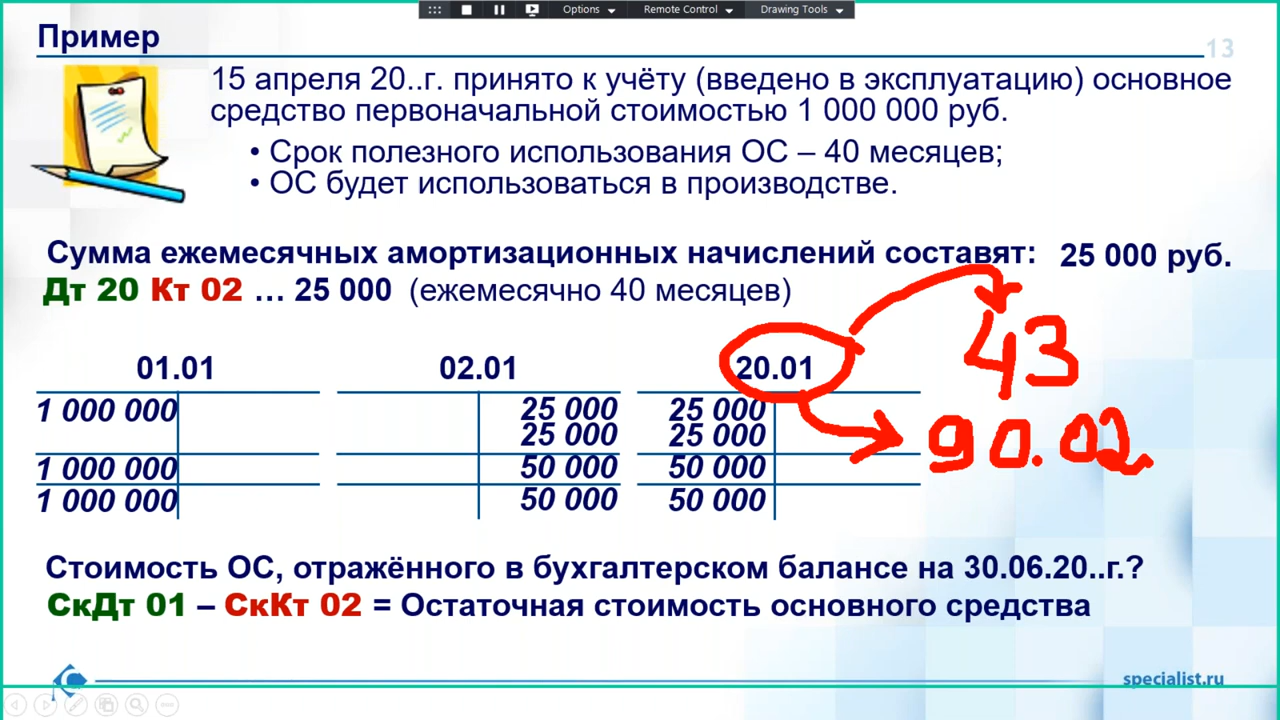 Options Remote Control Drawing Tools
Пример
13
15 апреля 20..г. принято к учёту (введено в эксплуатацию) основное
средство первоначальной стоимостью 1 000 000 руб.
• Срок полезного использования ОС – 40 месяцев;
• ОС будет использоваться в производстве.
Сумма ежемесячных амортизационных начислений составят: 25 000 руб.
Дт 20 Кт 02 … 25 000 (ежемесячно 40 месяцев)
43
01.01 02.01 20.01
1 000 000 25 000 25 000
25 000 25 000
90.02
1 000 000 50 000 50 000
1 000 000 50 000 50 000
Стоимость ОС, отражённого в бухгалтерском балансе на 30.06.20..г.?
СкДт 01 – СкКт 02 = Остаточная стоимость основного средства
specialist.ru